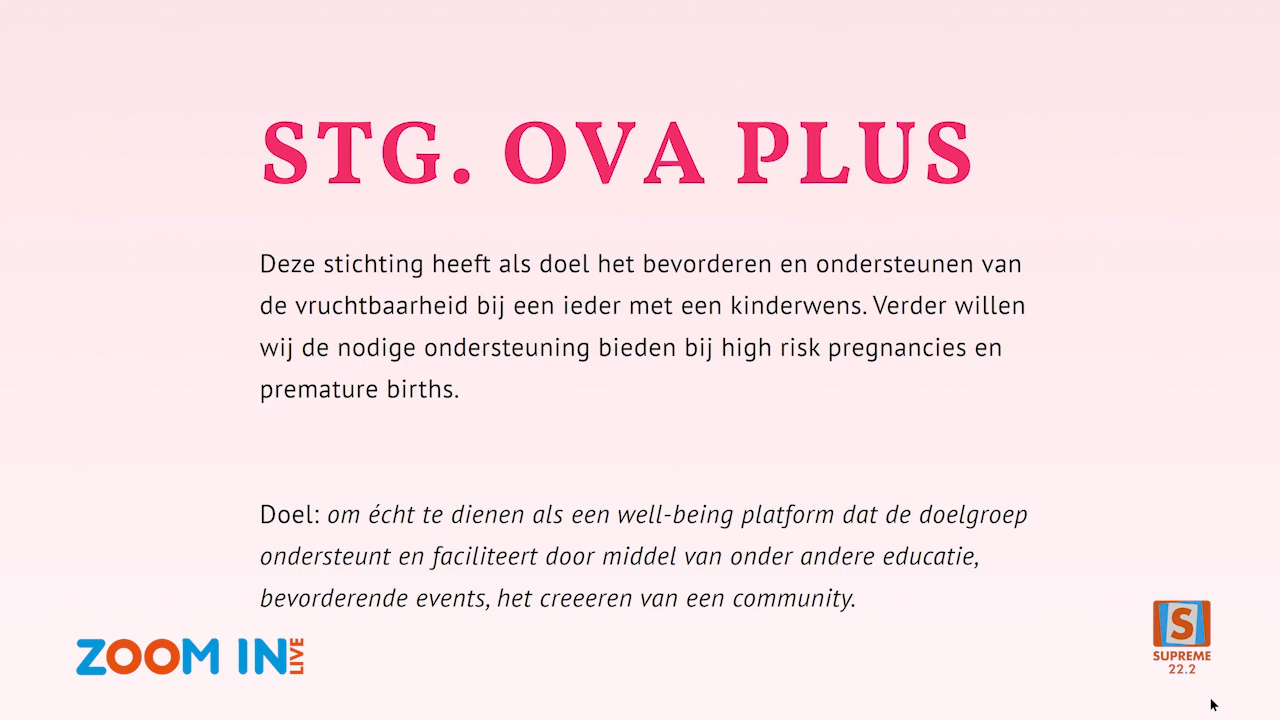 STG. OVA PLUS
Deze stichting heeft als doel het bevorderen en ondersteunen van
de vruchtbaarheid bij een ieder met een kinderwens. Verder willen
wij de nodige ondersteuning bieden bij high risk pregnancies en
premature births.
Doel: om écht te dienen als een well-being platform dat de doelgroep
ondersteunt en faciliteert door middel van onder andere educatie,
bevorderende events, het creeeren van een community.
ZOOM IN LIVE
S
SUPREME
22.2